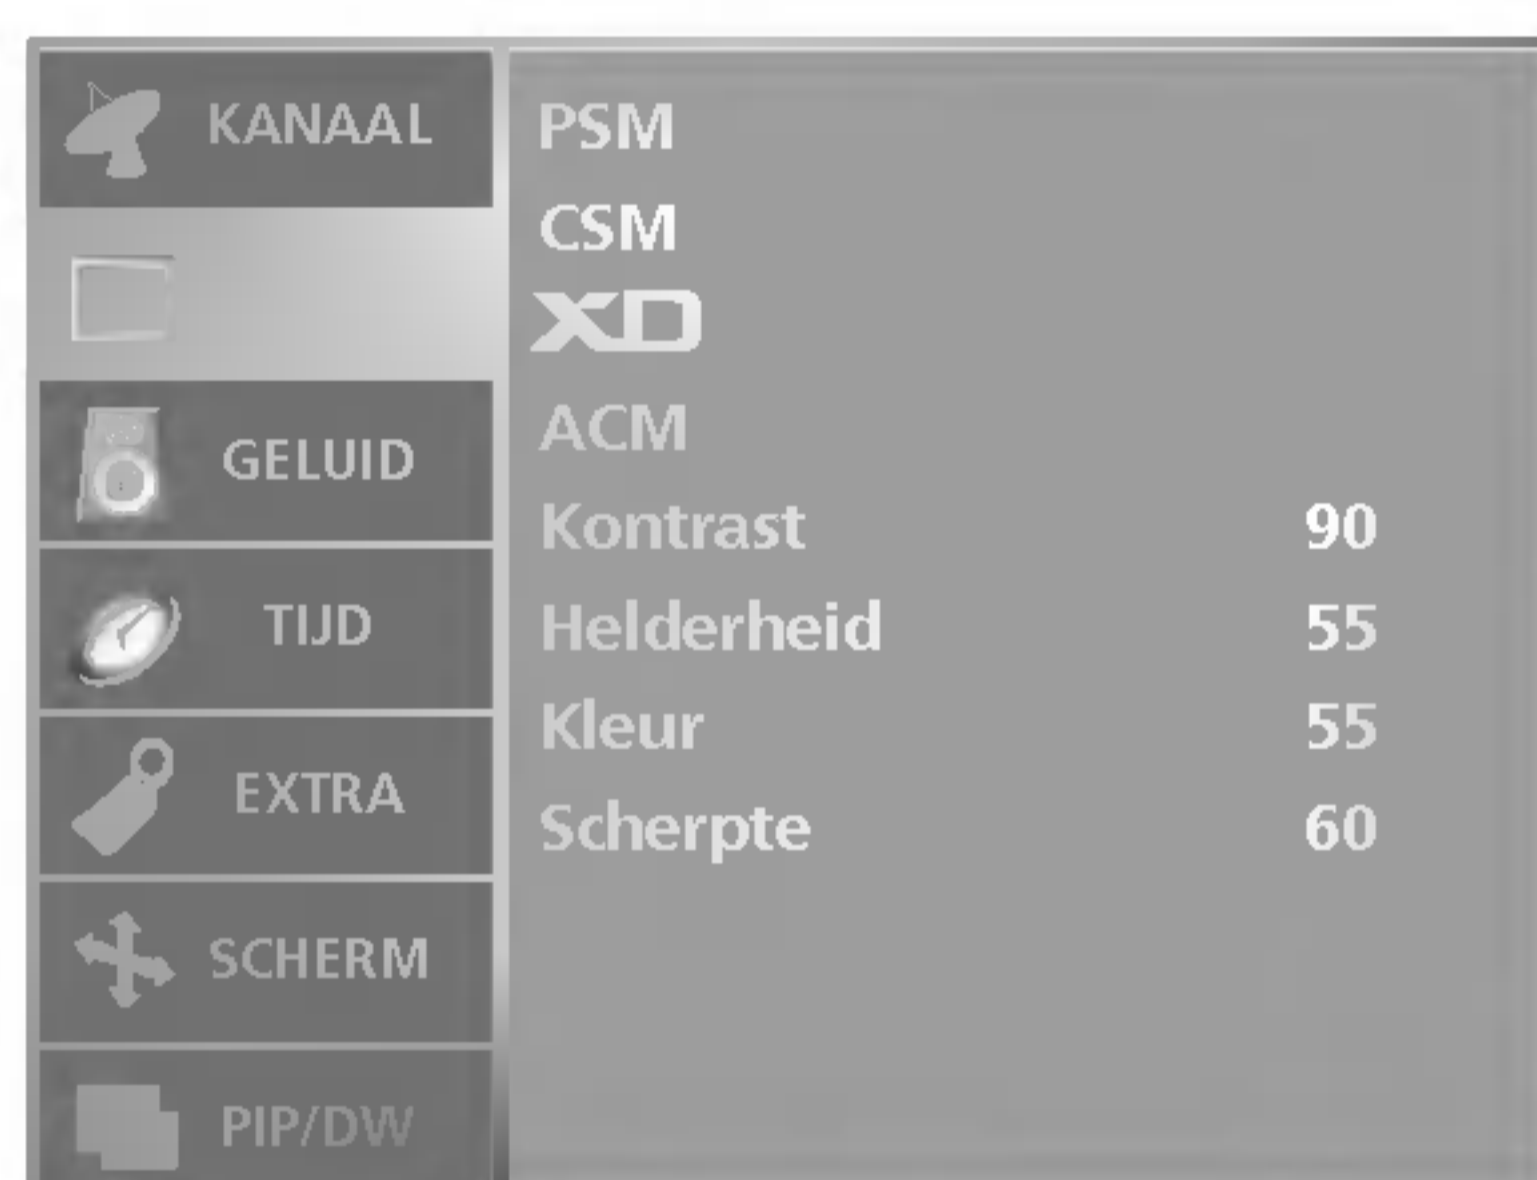 KANAAL
GELUID
TIJD
EXTRA
SCHERM
PIP/DW
PSM
CSM
XD
ACM
Kontrast 90
Helderheid 55
Kleur 55
Scherpte 60